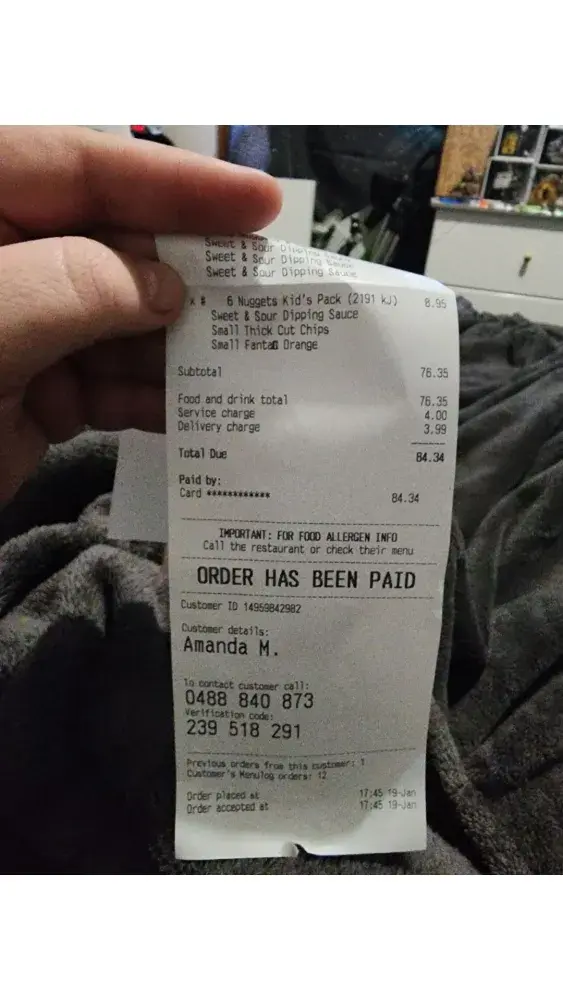 Sweet & Sour Dipping Sauce
Sweet & Sour Dipping Sauce
Sweet & Sour Dipping Sauce
x # 6 Nuggets Kid's Pack (2191 kJ) 8.95
Sweet & Sour Dipping Sauce
Small Thick Cut Chips
Small Fanta® Orange
Subtotal 76.35
Food and drink total 76.35
Service charge 4.00
Delivery charge 3.99
Total Due 84.34
Paid by:
Card ************ 84.34
IMPORTANT: FOR FOOD ALLERGEN INFO
Call the restaurant or check their menu
ORDER HAS BEEN PAID
Customer ID 14959842982
Customer details:
Amanda M.
To contact customer call:
0488 840 873
Verification code:
239 518 291
Previous orders from this customer: 1
Customer's Menulog orders: 12
Order placed at 17:45 19-Jan
Order accepted at 17:45 19-Jan